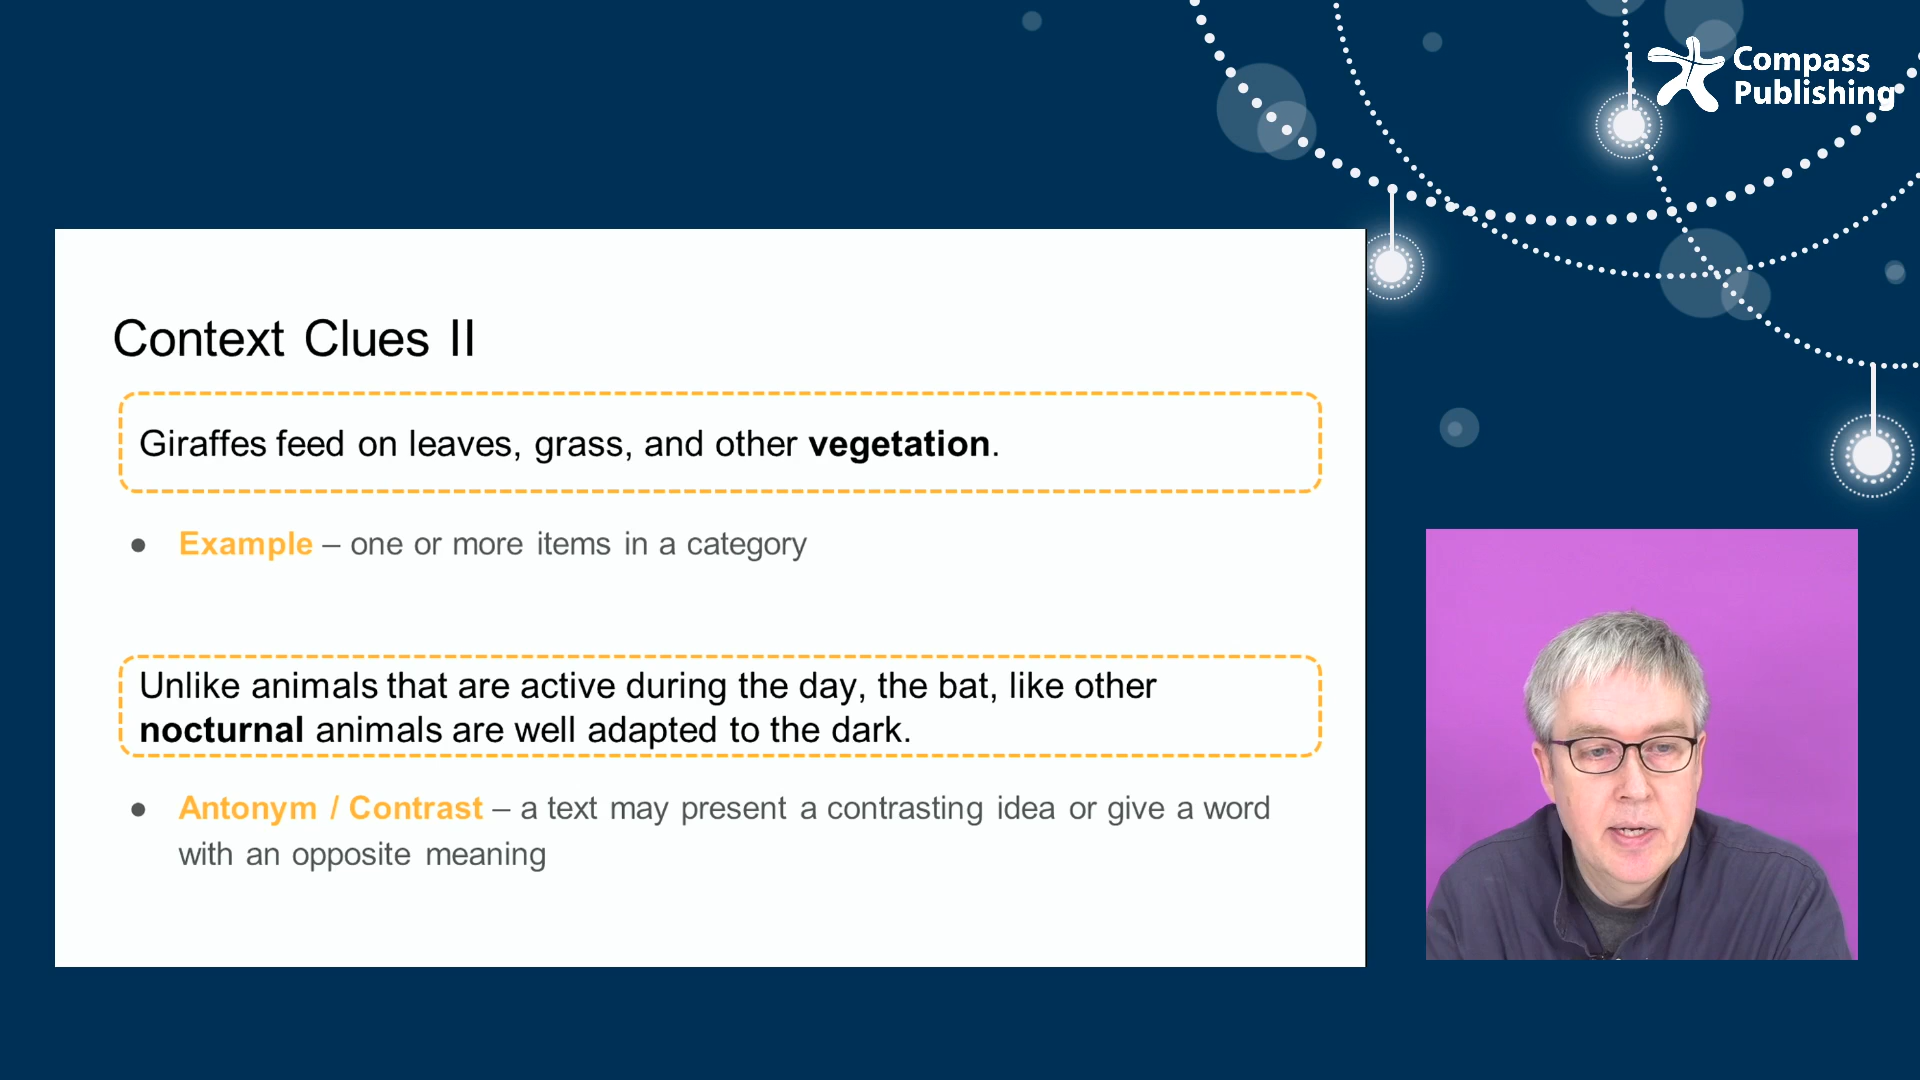 Compass
Publishing
Context Clues II
Giraffes feed on leaves, grass, and other vegetation.
● Example – one or more items in a category
Unlike animals that are active during the day, the bat, like other
nocturnal animals are well adapted to the dark.
● Antonym / Contrast – a text may present a contrasting idea or give a word
with an opposite meaning